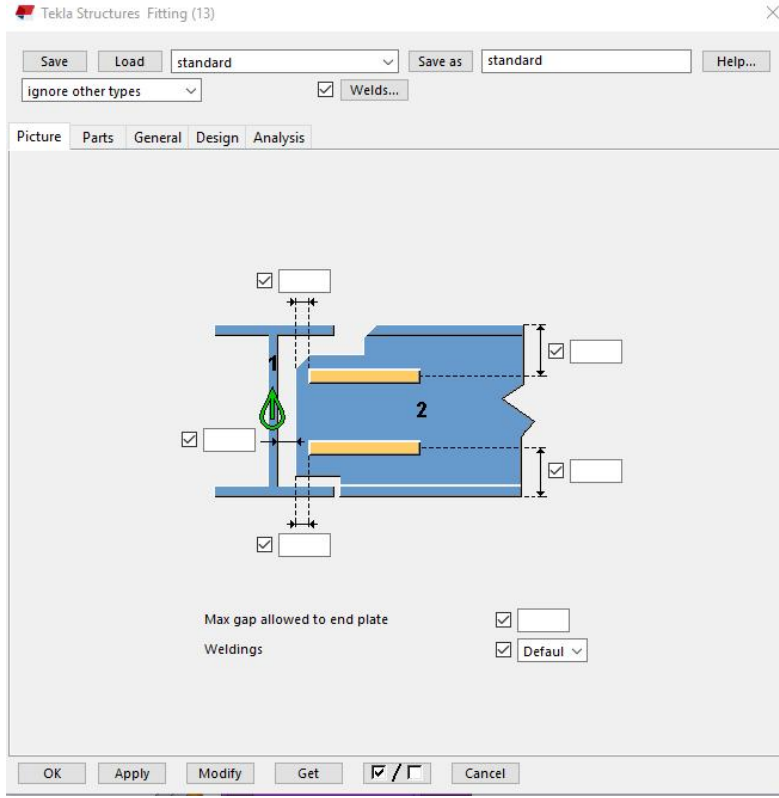 Tekla Structures Fitting (13)
Save Load standard Save as standard Help...
ignore other types Welds...
Picture Parts General Design Analysis
1
2
Max gap allowed to end plate
Weldings Defaul
OK Apply Modify Get / Cancel